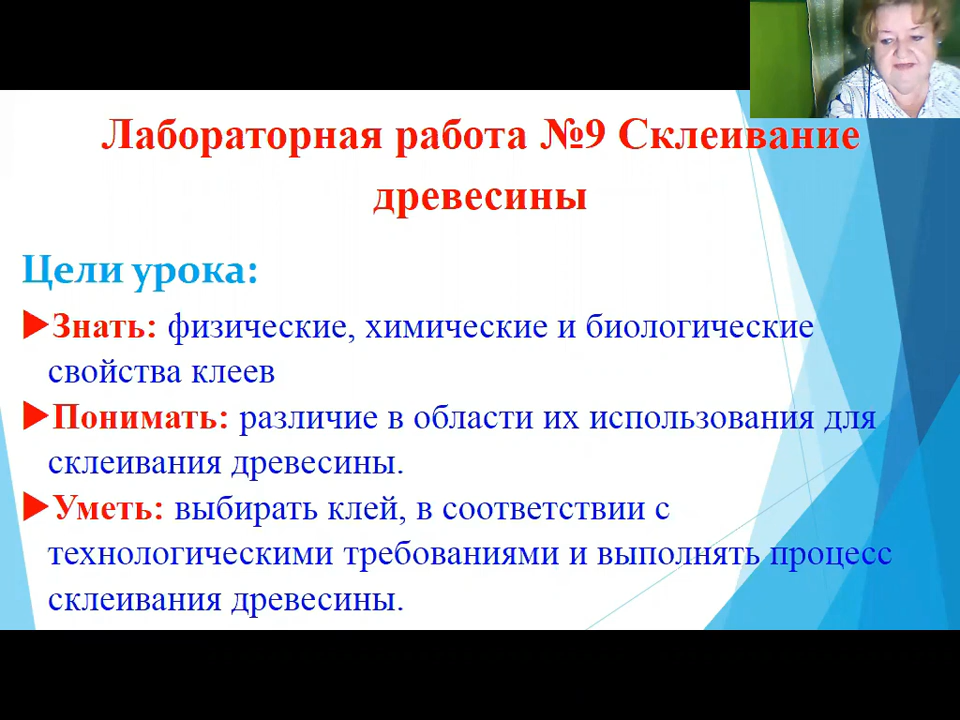 Лабораторная работа №9 Склеивание
древесины
Цели урока:
Знать: физические, химические и биологические
свойства клеев
Понимать: различие в области их использования для
склеивания древесины.
Уметь: выбирать клей, в соответствии с
технологическими требованиями и выполнять процесс
склеивания древесины.